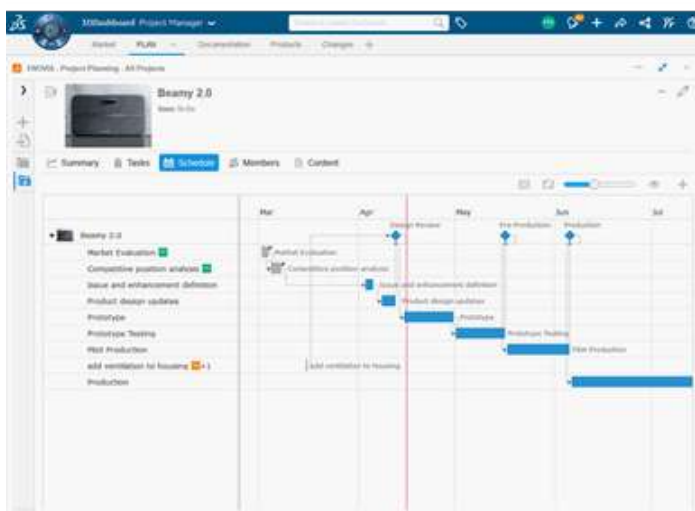 3DDashboard Project Manager
Market PLAN Documentation Products Changes
ENOVIA - Project Planning - All Projects
Beamy 2.0
Summary Tasks Schedule Members Content
Mar Apr May Jun Jul
Design Review Pre-Production Production
Beamy 2.0
Market Evaluation Market Evaluation
Competitive position analysis Competitive position analysis
Issue and enhancement definition Issue and enhancement definition
Product design updates Product design updates
Prototype Prototype
Prototype Testing Prototype Testing
Pilot Production Pilot Production
add ventilation to housing +1 add ventilation to housing
Production